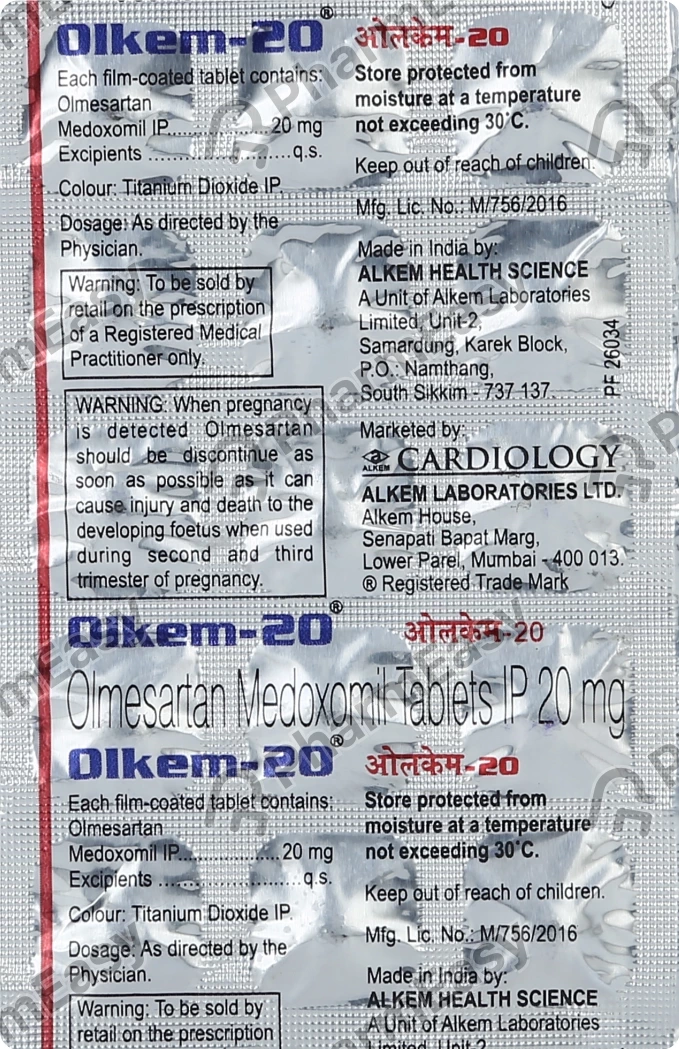 Olkem-20®
Each film-coated tablet contains:
Olmesartan
Medoxomil IP..................20 mg
Excipients ........................q.s.
Colour: Titanium Dioxide IP.
Dosage: As directed by the
Physician.
Warning: To be sold by
retail on the prescription
of a Registered Medical
Practitioner only.
WARNING: When pregnancy
is detected Olmesartan
should be discontinue as
soon as possible as it can
cause injury and death to the
developing foetus when used
during second and third
trimester of pregnancy.
ओलकेम-20
Store protected from
moisture at a temperature
not exceeding 30°C.
Keep out of reach of children.
Mfg. Lic. No.: M/756/2016
Made in India by:
ALKEM HEALTH SCIENCE
A Unit of Alkem Laboratories
Limited, Unit-2,
Samardung, Karek Block,
P.O.: Namthang,
South Sikkim - 737 137.
PF 26034
Marketed by:
ALKEM CARDIOLOGY
ALKEM LABORATORIES LTD.
Alkem House,
Senapati Bapat Marg,
Lower Parel, Mumbai - 400 013.
® Registered Trade Mark
Olkem-20® ओलकेम-20
Olmesartan Medoxomil Tablets IP 20 mg
Olkem-20®
Each film-coated tablet contains:
Olmesartan
Medoxomil IP..................20 mg
Excipients ........................q.s.
Colour: Titanium Dioxide IP.
Dosage: As directed by the
Physician.
Warning: To be sold by
retail on the prescription
ओलकेम-20
Store protected from
moisture at a temperature
not exceeding 30°C.
Keep out of reach of children.
Mfg. Lic. No.: M/756/2016
Made in India by:
ALKEM HEALTH SCIENCE
A Unit of Alkem Laboratories
Limited, Unit-2
PharmEasy
PharmEasy
PharmEasy